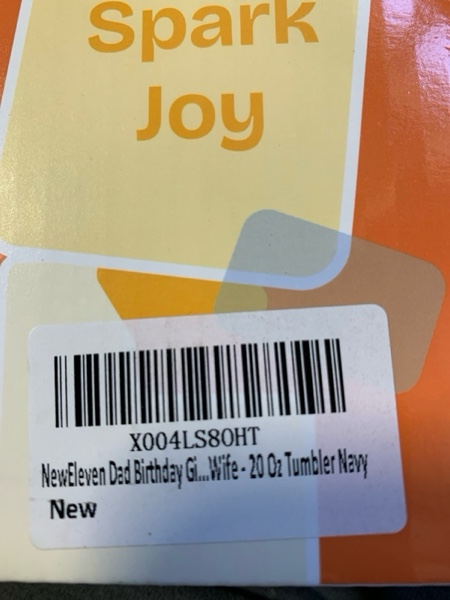 Spark
Joy
X004LS8OHT
NewEleven Dad Birthday Gi...Wife - 20 Oz Tumbler Navy
New